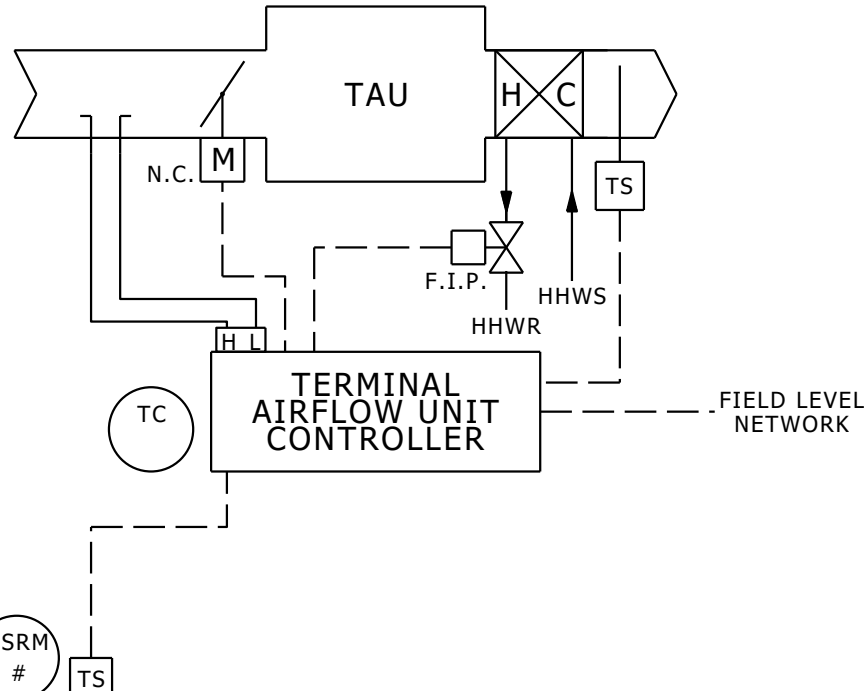 TAU
H
C
M
N.C.
TS
F.I.P.
HHWS
HHWR
H L
TERMINAL
AIRFLOW UNIT
CONTROLLER
TC
FIELD LEVEL
NETWORK
SRM
#
TS